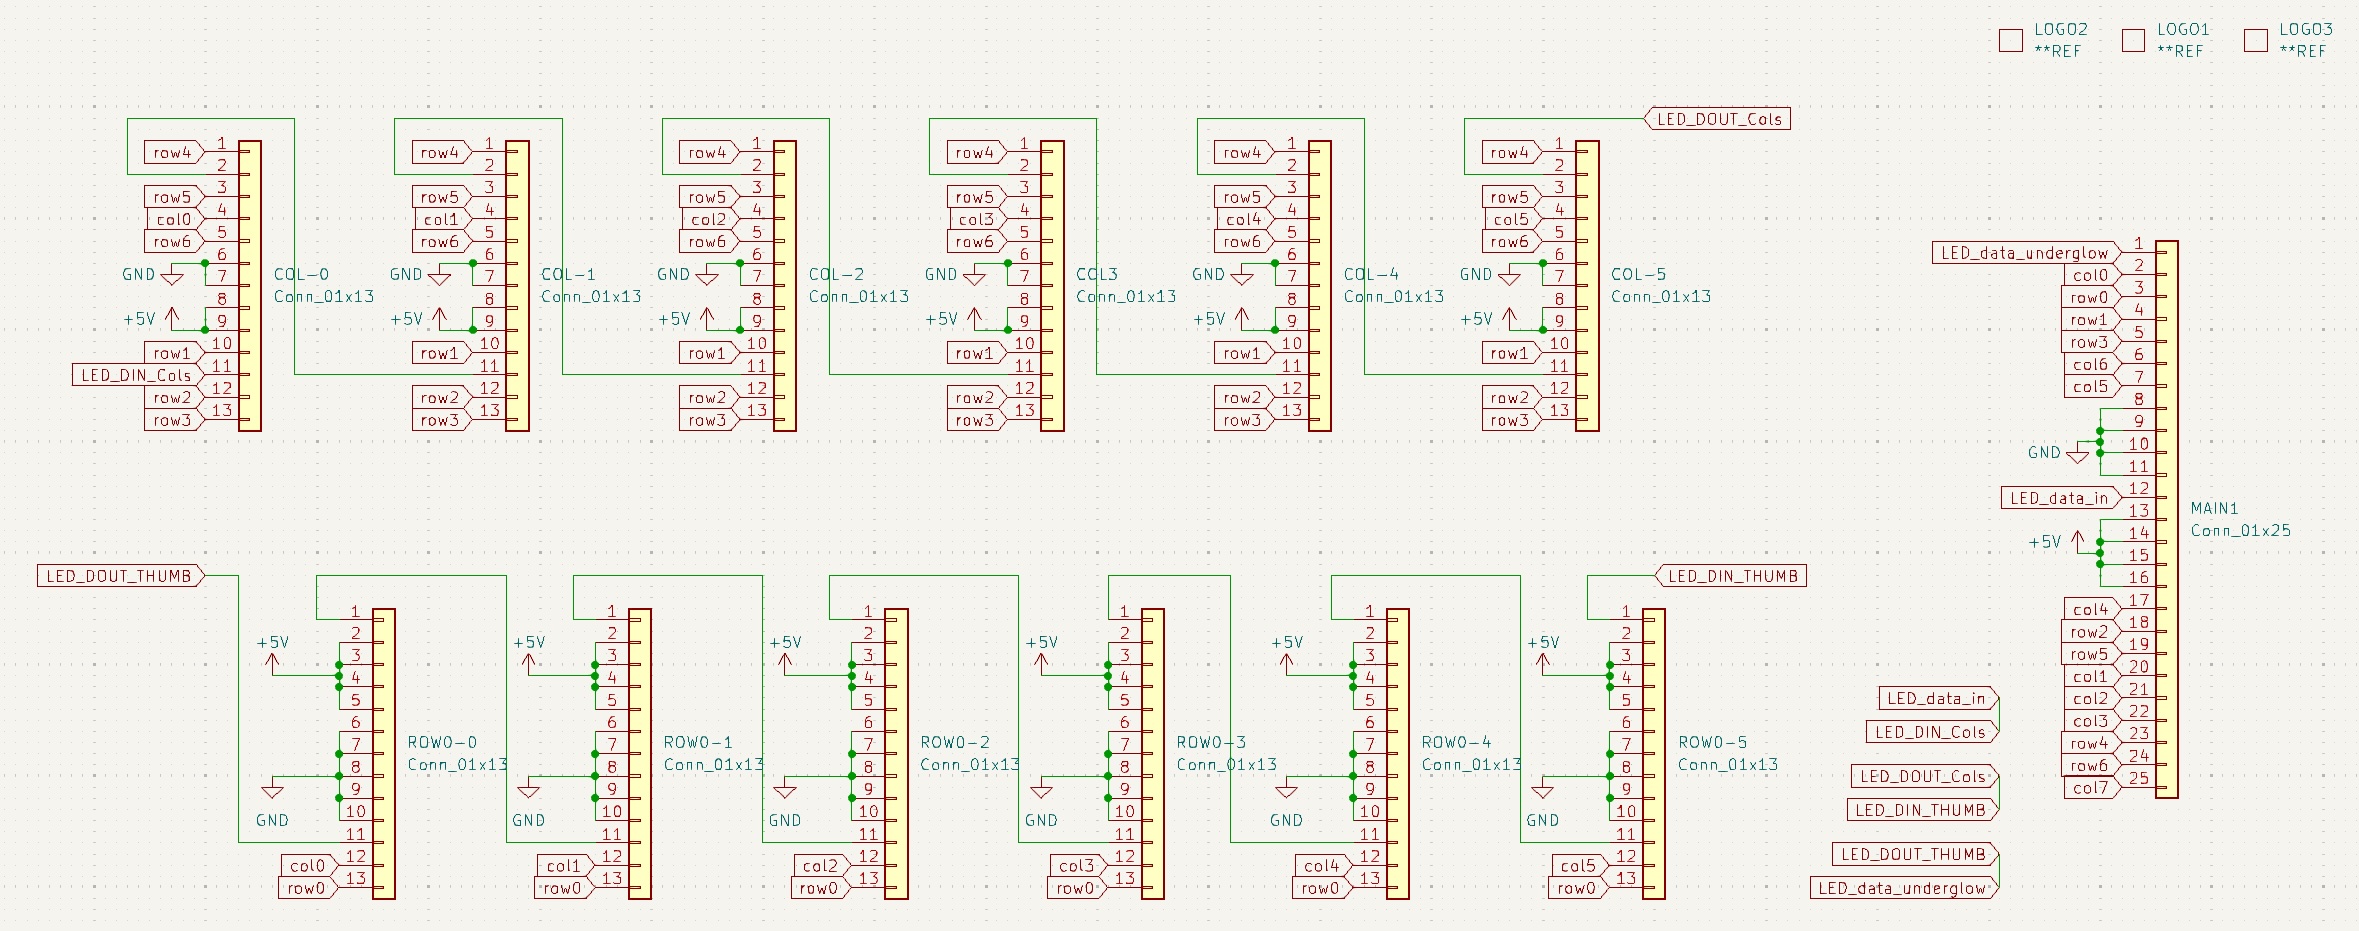 LOGO2
**REF
LOGO1
**REF
LOGO3
**REF
LED_DOUT_Cols
row4 1
2
row5 3
col0 4
row6 5
6
GND 7
8
+5V 9
row1 10
LED_DIN_Cols 11
row2 12
row3 13
COL-0
Conn_01x13
row4 1
2
row5 3
col1 4
row6 5
6
GND 7
8
+5V 9
row1 10
11
row2 12
row3 13
COL-1
Conn_01x13
row4 1
2
row5 3
col2 4
row6 5
6
GND 7
8
+5V 9
row1 10
11
row2 12
row3 13
COL-2
Conn_01x13
row4 1
2
row5 3
col3 4
row6 5
6
GND 7
8
+5V 9
row1 10
11
row2 12
row3 13
COL3
Conn_01x13
row4 1
2
row5 3
col4 4
row6 5
6
GND 7
8
+5V 9
row1 10
11
row2 12
row3 13
COL-4
Conn_01x13
row4 1
2
row5 3
col5 4
row6 5
6
GND 7
8
+5V 9
row1 10
11
row2 12
row3 13
COL-5
Conn_01x13
LED_data_underglow 1
col0 2
row0 3
row1 4
row3 5
col6 6
col5 7
8
9
GND 10
11
LED_data_in 12
13
14
+5V 15
16
col4 17
row2 18
row5 19
col1 20
col2 21
col3 22
row4 23
row6 24
col7 25
MAIN1
Conn_01x25
LED_DOUT_THUMB
1
+5V 2
3
4
5
6
7
8
9
GND 10
11
col0 12
row0 13
ROW0-0
Conn_01x13
1
+5V 2
3
4
5
6
7
8
9
GND 10
11
col1 12
row0 13
ROW0-1
Conn_01x13
1
+5V 2
3
4
5
6
7
8
9
GND 10
11
col2 12
row0 13
ROW0-2
Conn_01x13
1
+5V 2
3
4
5
6
7
8
9
GND 10
11
col3 12
row0 13
ROW0-3
Conn_01x13
1
+5V 2
3
4
5
6
7
8
9
GND 10
11
col4 12
row0 13
ROW0-4
Conn_01x13
LED_DIN_THUMB
1
+5V 2
3
4
5
6
7
8
9
GND 10
11
col5 12
row0 13
ROW0-5
Conn_01x13
LED_data_in
LED_DIN_Cols
LED_DOUT_Cols
LED_DIN_THUMB
LED_DOUT_THUMB
LED_data_underglow